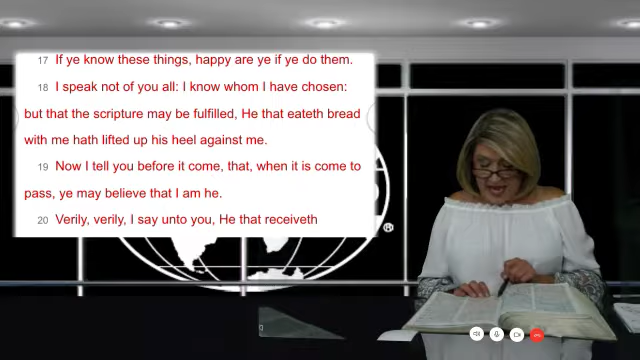 17 If ye know these things, happy are ye if ye do them.
18 I speak not of you all: I know whom I have chosen:
but that the scripture may be fulfilled, He that eateth bread
with me hath lifted up his heel against me.
19 Now I tell you before it come, that, when it is come to
pass, ye may believe that I am he.
20 Verily, verily, I say unto you, He that receiveth
®